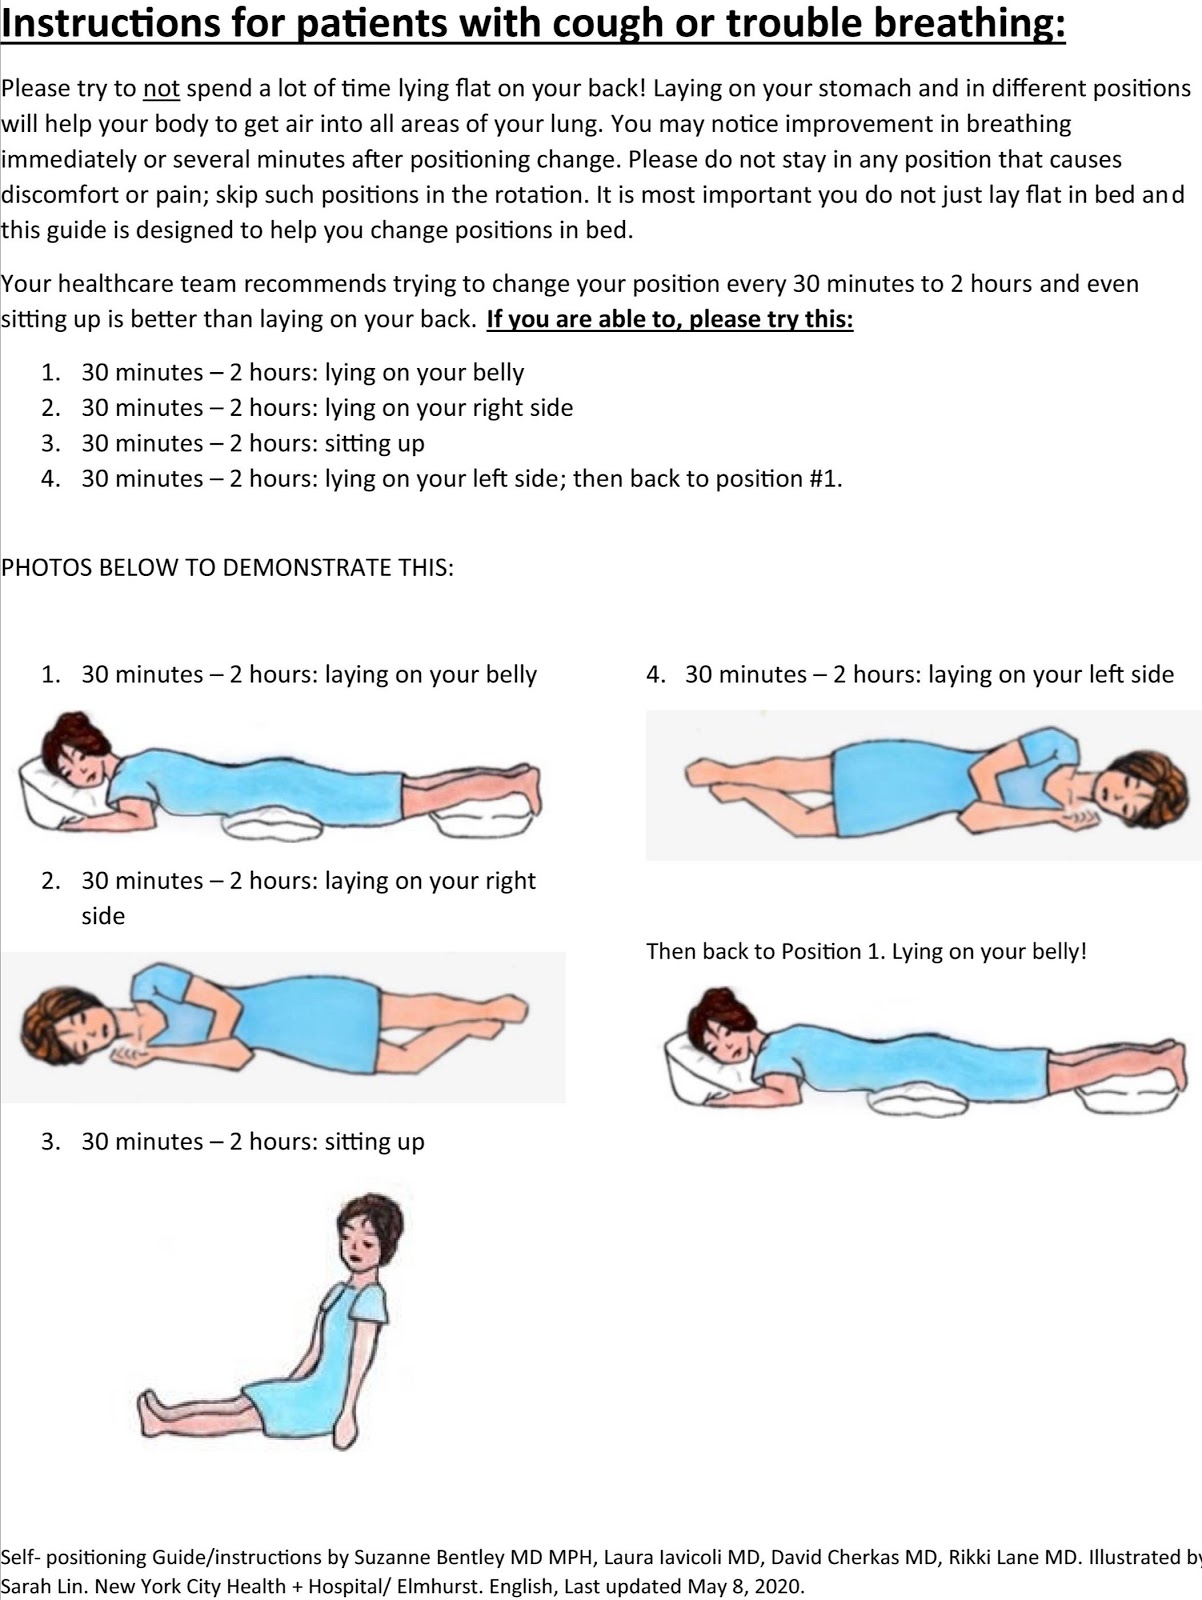 Instructions for patients with cough or trouble breathing:
Please try to not spend a lot of time lying flat on your back! Laying on your stomach and in different positions
will help your body to get air into all areas of your lung. You may notice improvement in breathing
immediately or several minutes after positioning change. Please do not stay in any position that causes
discomfort or pain; skip such positions in the rotation. It is most important you do not just lay flat in bed and
this guide is designed to help you change positions in bed.
Your healthcare team recommends trying to change your position every 30 minutes to 2 hours and even
sitting up is better than laying on your back. If you are able to, please try this:
1. 30 minutes – 2 hours: lying on your belly
2. 30 minutes – 2 hours: lying on your right side
3. 30 minutes – 2 hours: sitting up
4. 30 minutes – 2 hours: lying on your left side; then back to position #1.
PHOTOS BELOW TO DEMONSTRATE THIS:
1. 30 minutes – 2 hours: laying on your belly
2. 30 minutes – 2 hours: laying on your right
side
3. 30 minutes – 2 hours: sitting up
4. 30 minutes – 2 hours: laying on your left side
Then back to Position 1. Lying on your belly!
Self- positioning Guide/instructions by Suzanne Bentley MD MPH, Laura Iavicoli MD, David Cherkas MD, Rikki Lane MD. Illustrated by
Sarah Lin. New York City Health + Hospital/ Elmhurst. English, Last updated May 8, 2020.